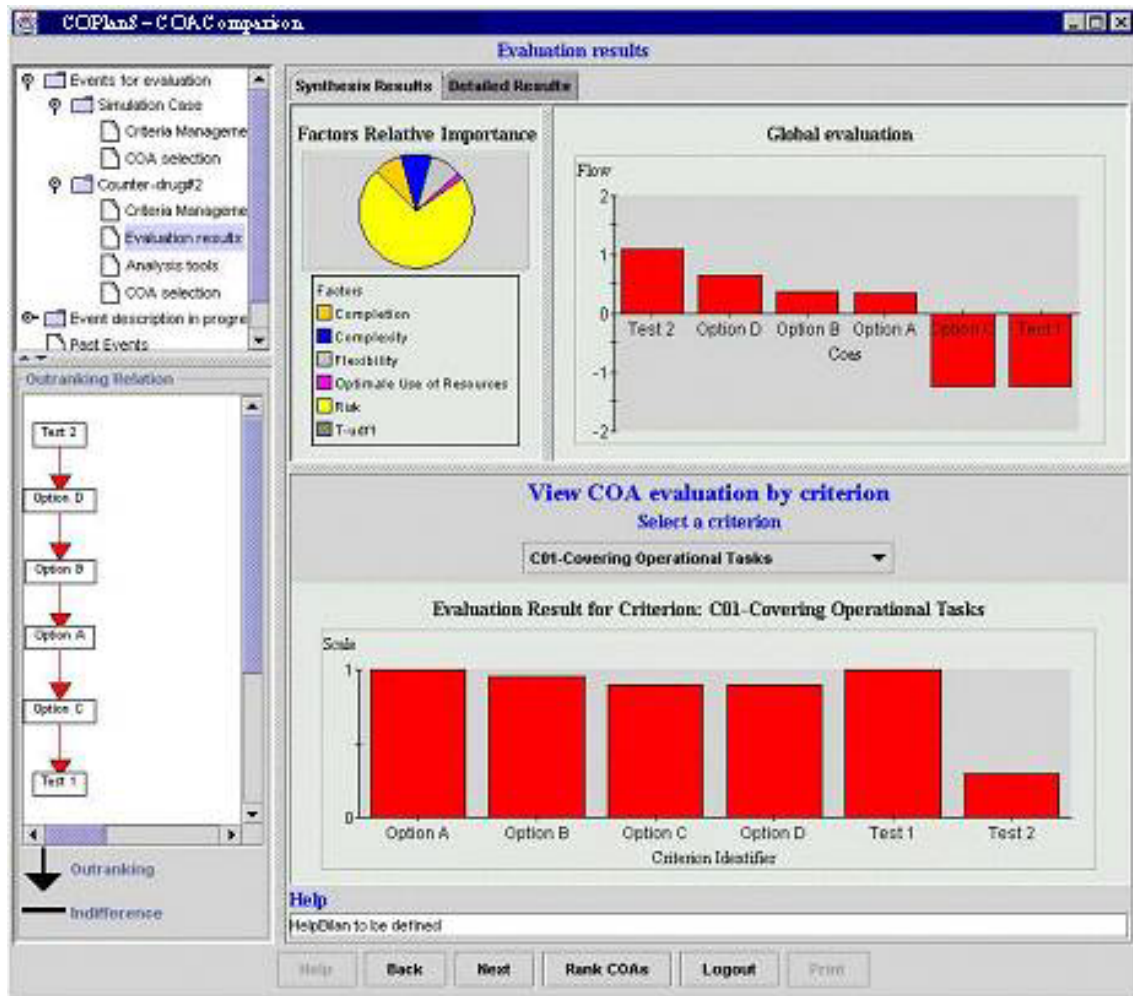 COPlanS - COA Comparison
Evaluation results
Events for evaluation
Simulation Case
Criteria Manageme
COA selection
Counter-drug#2
Criteria Manageme
Evaluation results
Analysis tools
COA selection
Event description in progre
Past Events
Outranking Relation
Test 2
Option D
Option B
Option A
Option C
Test 1
Outranking
Indifference
Synthesis Results
Detailed Results
Factors Relative Importance
Factors
Completion
Complexity
Flexibility
Optimale Use of Resources
Risk
Global evaluation
Flow
2
1
0
-1
-2
Test 2 Option D Option B Option A Option C Test 1
Coas
View COA evaluation by criterion
Select a criterion
C01-Covering Operational Tasks
Evaluation Result for Criterion: C01-Covering Operational Tasks
Scale
1
0
Option A Option B Option C Option D Test 1 Test 2
Criterion Identifier
Help
to be defined
Help Back Next Rank COAs Logout Print